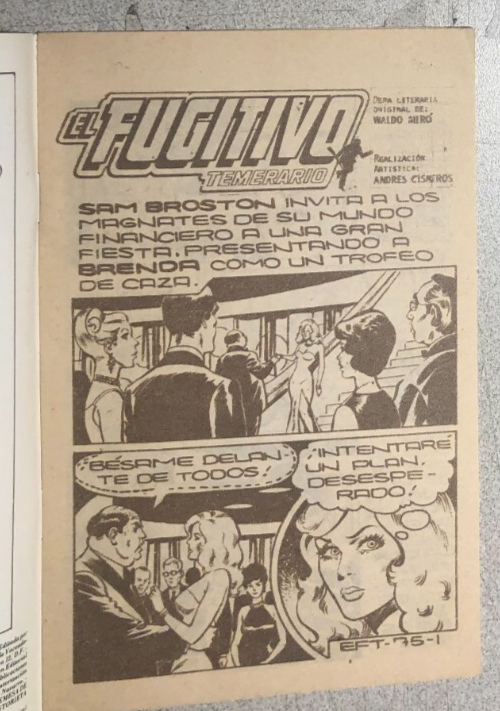 EL
FUGITIVO
TEMERARIO
OBRA LITERARIA
ORIGINAL DE:
WALDO
REALIZACIÓN
ARTISTICA:
ANDRES CISNEROS
SAM BROSTON INVITA A LOS
MAGNATES DE SU MUNDO
FINANCIERO A UNA GRAN
FIESTA, PRESENTANDO A
BRENDA COMO UN TROFEO
DE CAZA.
¡BÉSAME DELAN
TE DE TODOS!
¡INTENTARÉ
UN PLAN
DESESPE-
RADO!
EFT-75-1